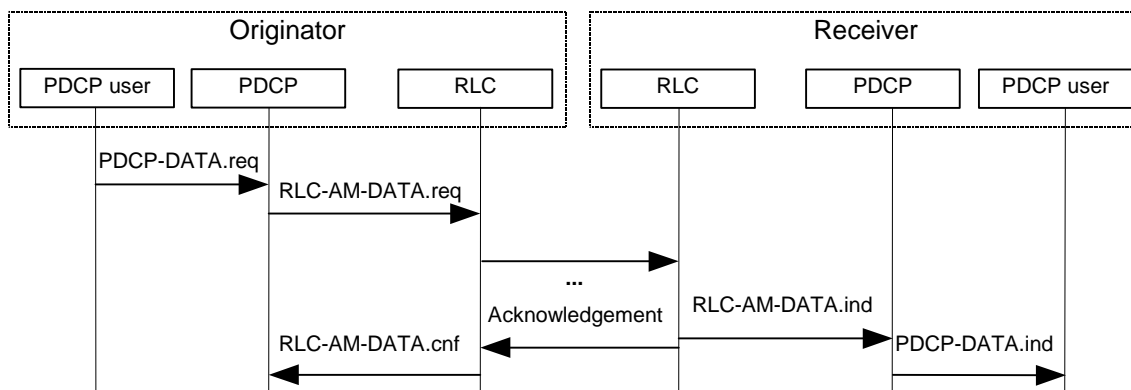 Originator
Receiver
PDCP user
PDCP
RLC
RLC
PDCP
PDCP user
PDCP-DATA.req
RLC-AM-DATA.req
...
Acknowledgement
RLC-AM-DATA.ind
RLC-AM-DATA.cnf
PDCP-DATA.ind